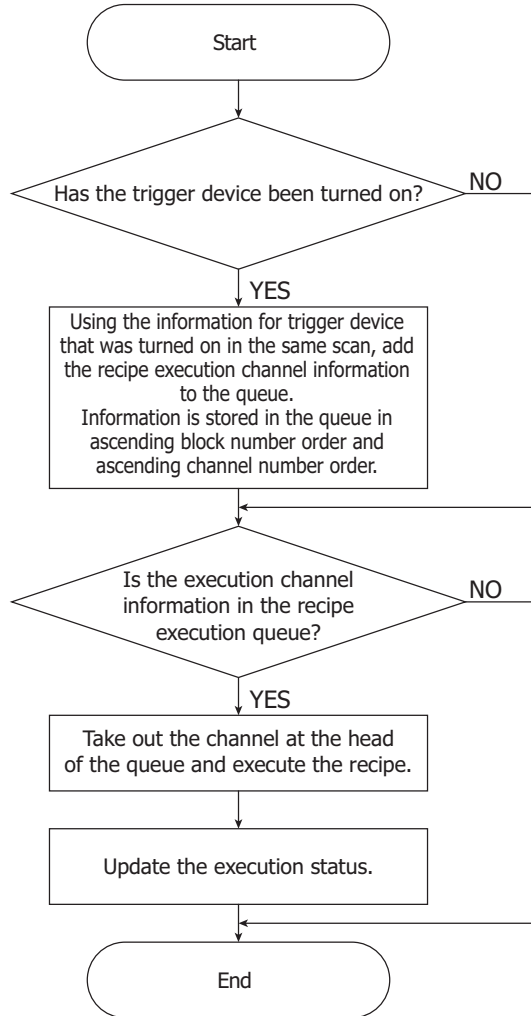 Start
Has the trigger device been turned on?
NO
YES
Using the information for trigger device
that was turned on in the same scan, add
the recipe execution channel information
to the queue.
Information is stored in the queue in
ascending block number order and
ascending channel number order.
Is the execution channel
information in the recipe
execution queue?
NO
YES
Take out the channel at the head
of the queue and execute the recipe.
Update the execution status.
End